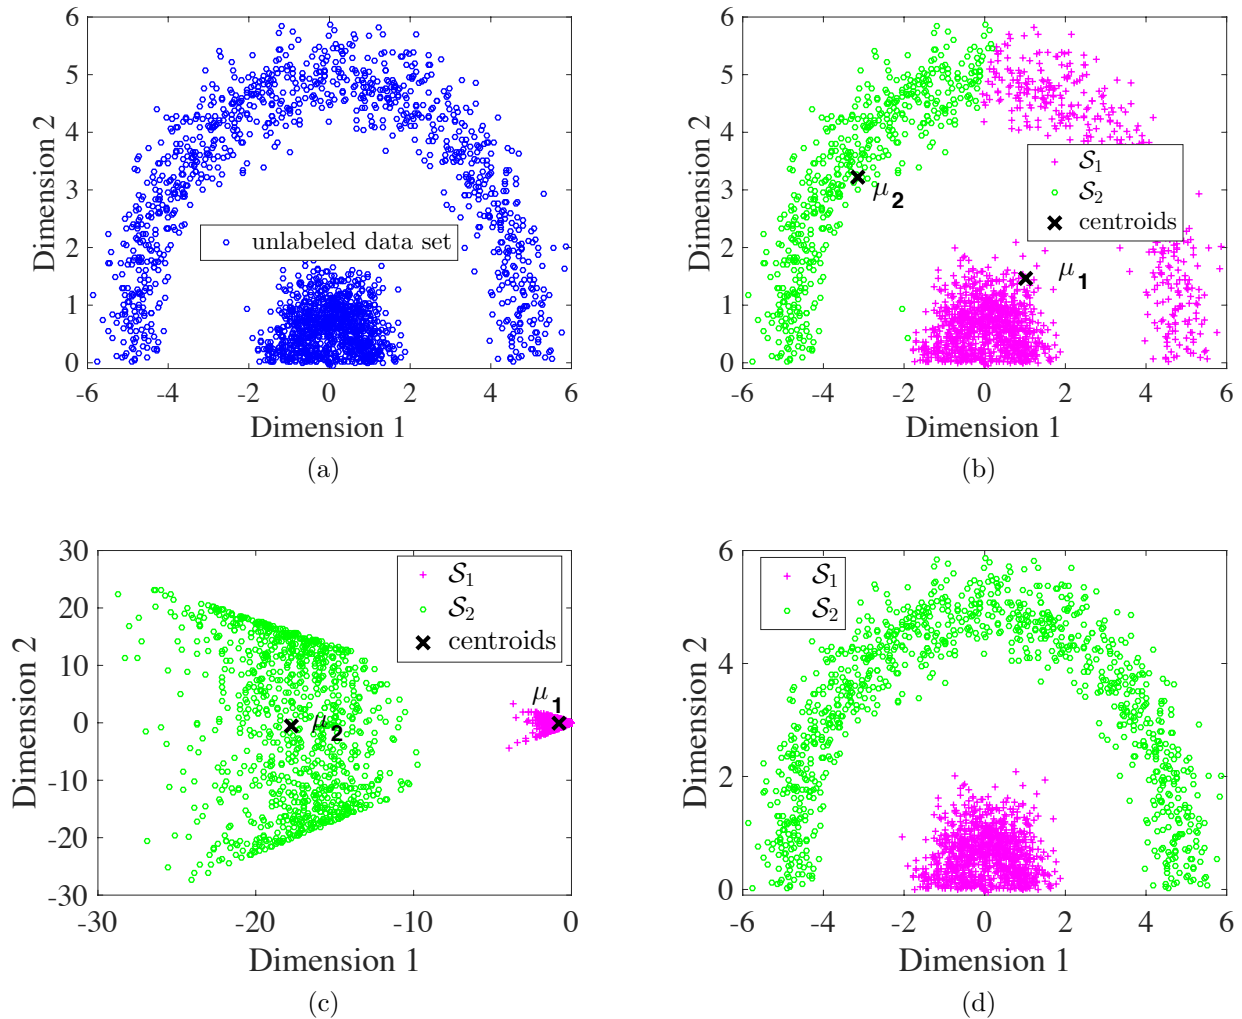 6
5
4
3
2
1
0
-6 -4 -2 0 2 4 6
Dimension 2
Dimension 1
unlabeled data set
(a)
6
5
4
3
2
1
0
-6 -4 -2 0 2 4 6
Dimension 2
Dimension 1
S1
S2
centroids
μ2
μ1
(b)
30
20
10
0
-10
-20
-30
-30 -20 -10 0
Dimension 2
Dimension 1
S1
S2
centroids
μ1
μ2
(c)
6
4
2
0
-6 -4 -2 0 2 4 6
Dimension 2
Dimension 1
S1
S2
(d)